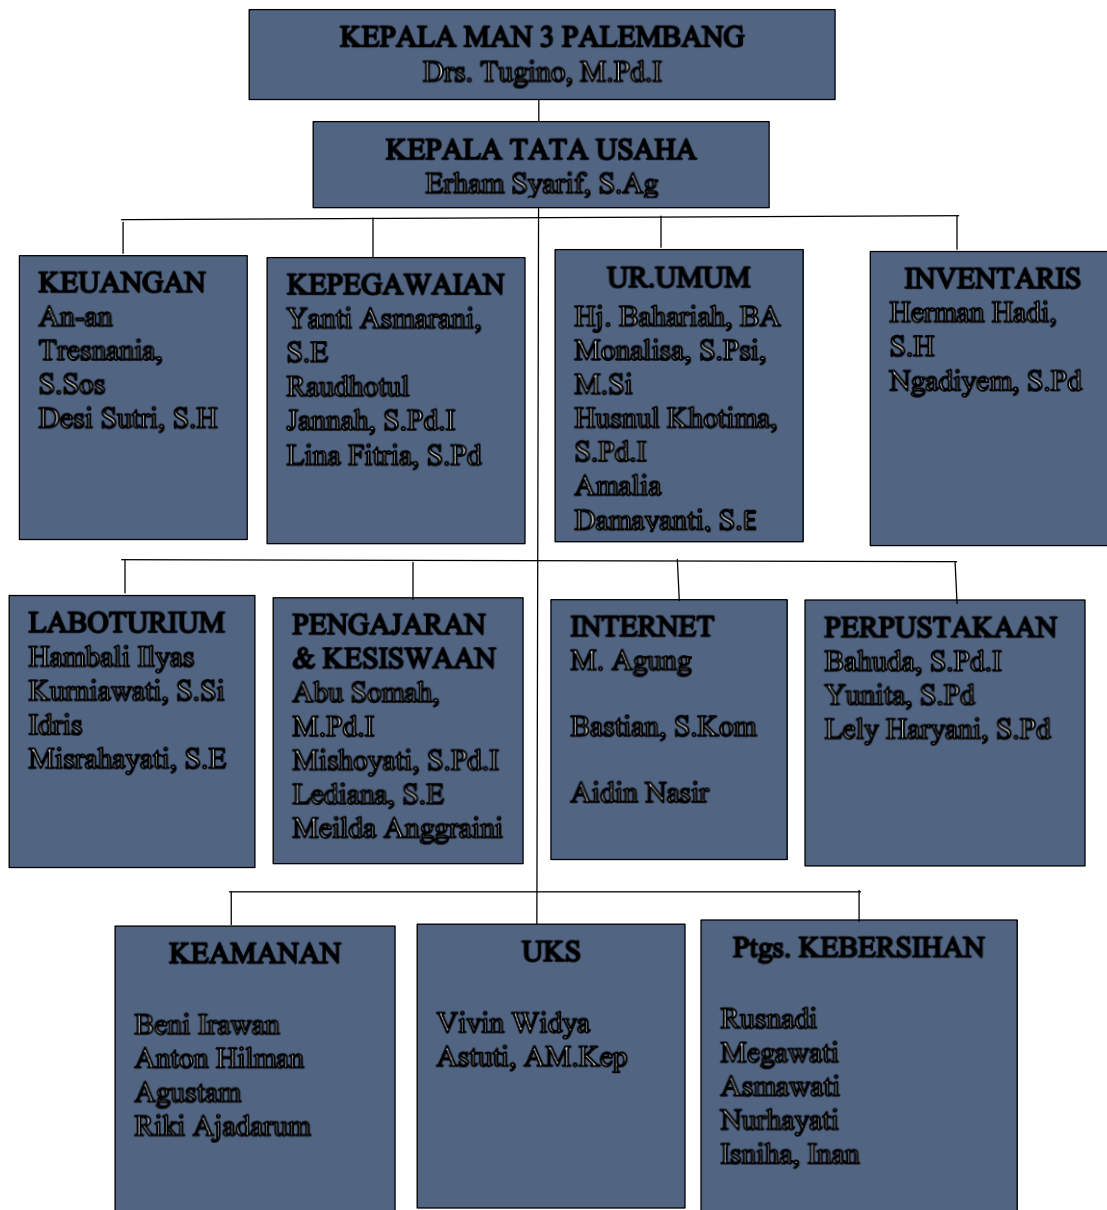 KEPALA MAN 3 PALEMBANG
Drs. Tugino, M.Pd.I
KEPALA TATA USAHA
Erham Syarif, S.Ag
KEUANGAN
An-an
Tresnania,
S.Sos
Desi Sutri, S.H
KEPEGAWAIAN
Yanti Asmarani,
S.E
Raudhotul
Jannah, S.Pd.I
Lina Fitria, S.Pd
UR.UMUM
Hj. Bahariah, BA
Monalisa, S.Psi,
M.Si
Husnul Khotima,
S.Pd.I
Amalia
Damayanti, S.E
INVENTARIS
Herman Hadi,
S.H
Ngadiyem, S.Pd
LABOTURIUM
Hambali Ilyas
Kurniawati, S.Si
Idris
Misrahayati, S.E
PENGAJARAN
& KESISWAAN
Abu Somah,
M.Pd.I
Mishoyati, S.Pd.I
Lediana, S.E
Meilda Anggraini
INTERNET
M. Agung
Bastian, S.Kom
Aidin Nasir
PERPUSTAKAAN
Bahuda, S.Pd.I
Yunita, S.Pd
Lely Haryani, S.Pd
KEAMANAN
Beni Irawan
Anton Hilman
Agustam
Riki Ajadarum
UKS
Vivin Widya
Astuti, AM.Kep
Ptgs. KEBERSIHAN
Rusnadi
Megawati
Asmawati
Nurhayati
Isniha, Inan